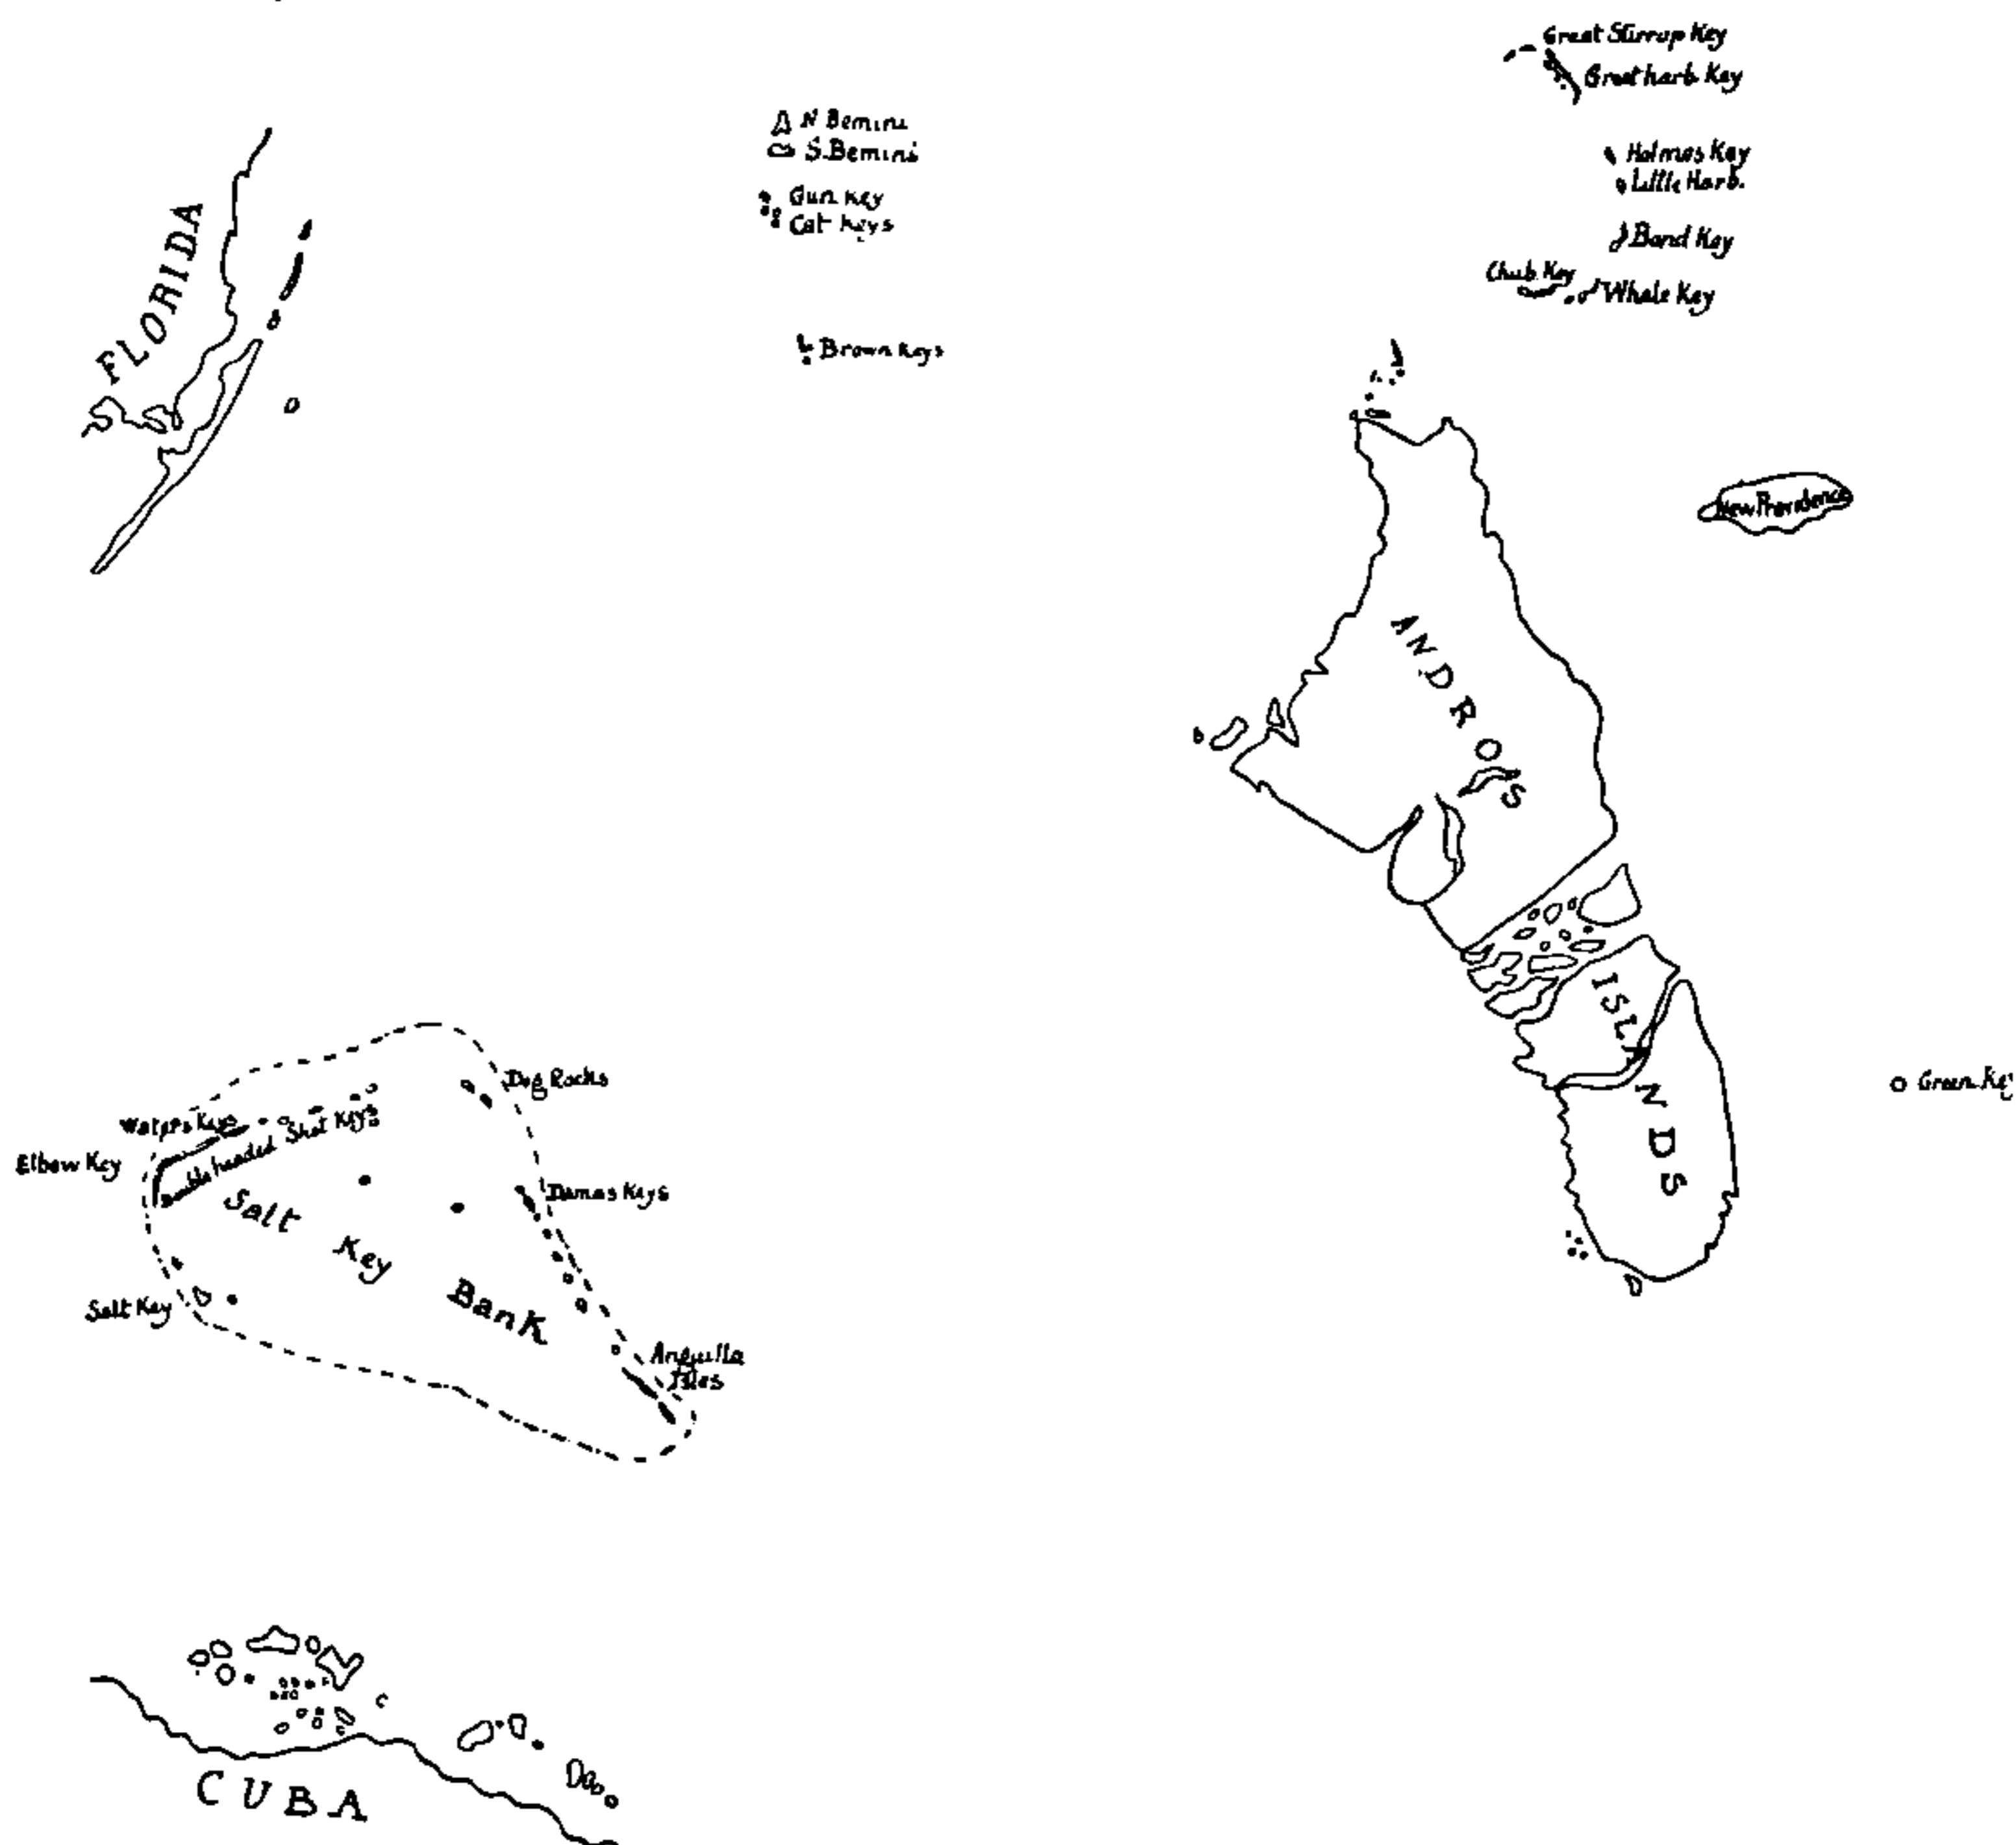 Great Stirrup Key
Great harb. Key
N Bemini
S. Bemini
Holmes Key
Little Harb.
Gun Key
Cat Keys
FLORIDA
Bond Key
Chub Key
Whale Key
Brown Keys
New Providence
ANDROS
ISLANDS
Green Key
Dog Rocks
Waters Keys
headed Shot Keys
Elbow Key
Damas Keys
Salt Key Bank
Salt Key
Anguilla
Isles
CUBA